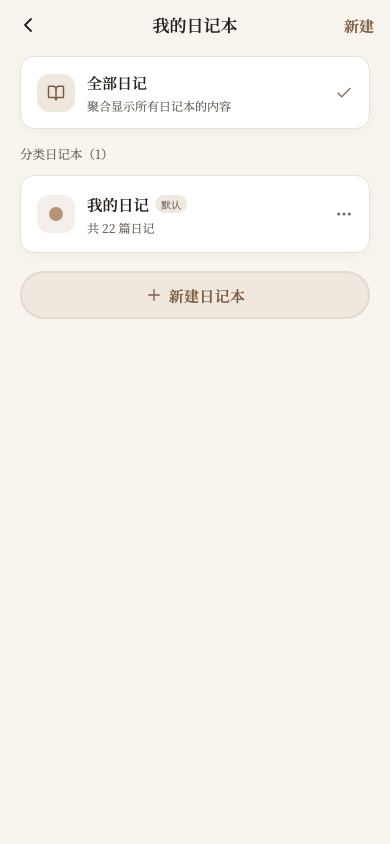 我的日记本
新建
全部日记
聚合显示所有日记本的内容
分类日记本（1）
我的日记 默认
共 22 篇日记
新建日记本